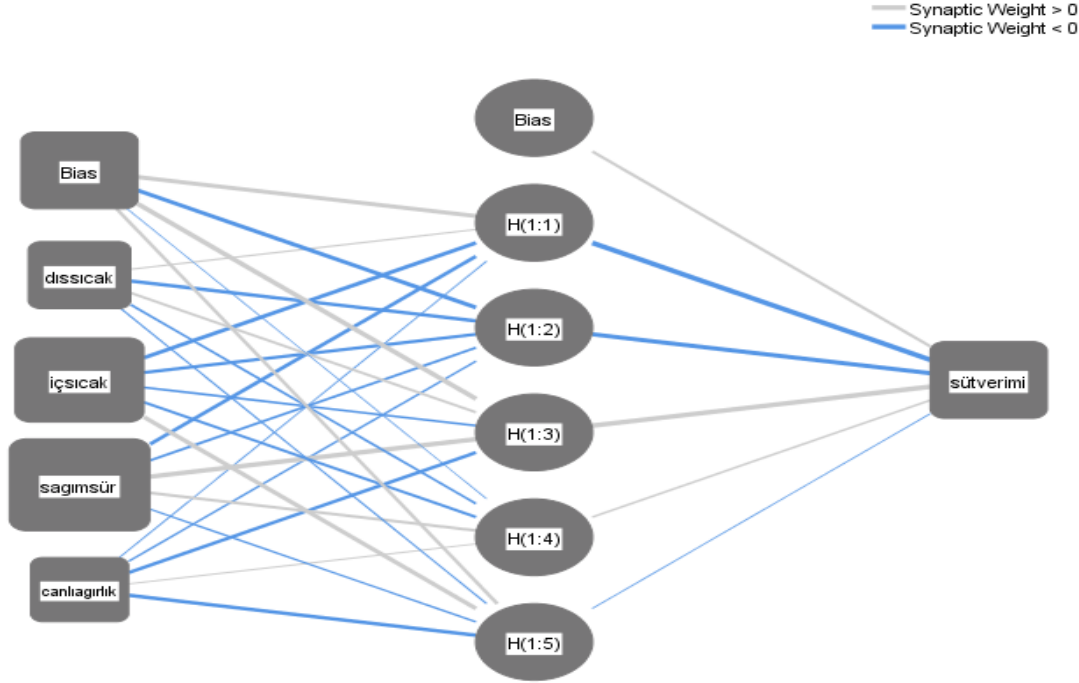 Synaptic Weight > 0
Synaptic Weight < 0
Bias
Bias
dıssıcak
H(1:1)
içsıcak
H(1:2)
sütverimi
sagımsür
H(1:3)
canlıagırlık
H(1:4)
H(1:5)